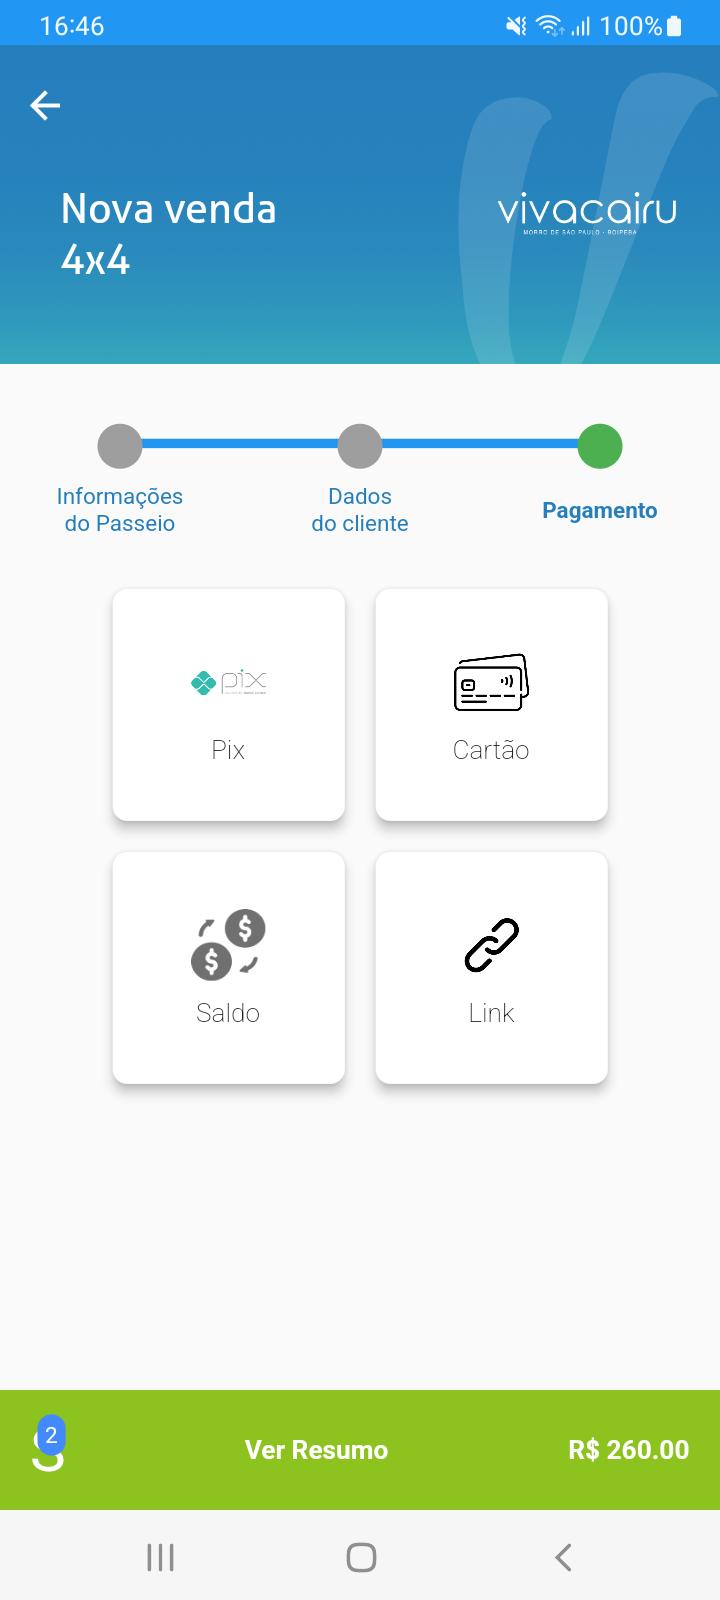 16:46
100%
Nova venda
4x4
vivacairu
MORRO DE SÃO PAULO - BOIPEBA
Informações
do Passeio
Dados
do cliente
Pagamento
pix
Pix
Cartão
Saldo
Link
2
Ver Resumo
R$ 260.00